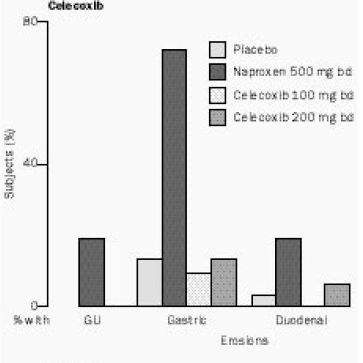 Celecoxib
80
Placebo
Naproxen 500 mg bd
Celecoxib 100 mg bd
Celecoxib 200 mg bd
Subjects (%)
40
0
% with GU Gastric Duodenal
Erosions